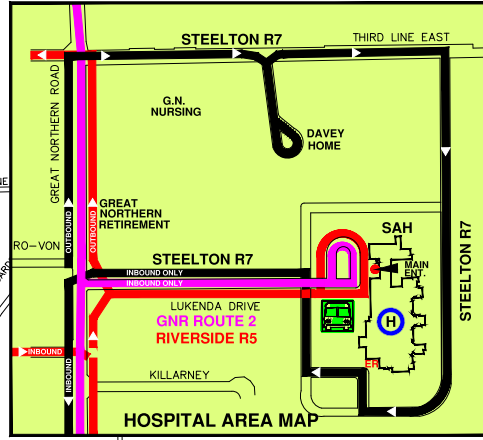 STEELTON R7
THIRD LINE EAST
GREAT NORTHERN ROAD
G.N.
NURSING
DAVEY
HOME
GREAT
NORTHERN
RETIREMENT
OUTBOUND
OUTBOUND
SAH
RO-VON
STEELTON R7
MAIN
ENT.
STEELTON R7
INBOUND ONLY
INBOUND ONLY
LUKENDA DRIVE
GNR ROUTE 2
H
RIVERSIDE R5
INBOUND
ER
INBOUND
KILLARNEY
HOSPITAL AREA MAP